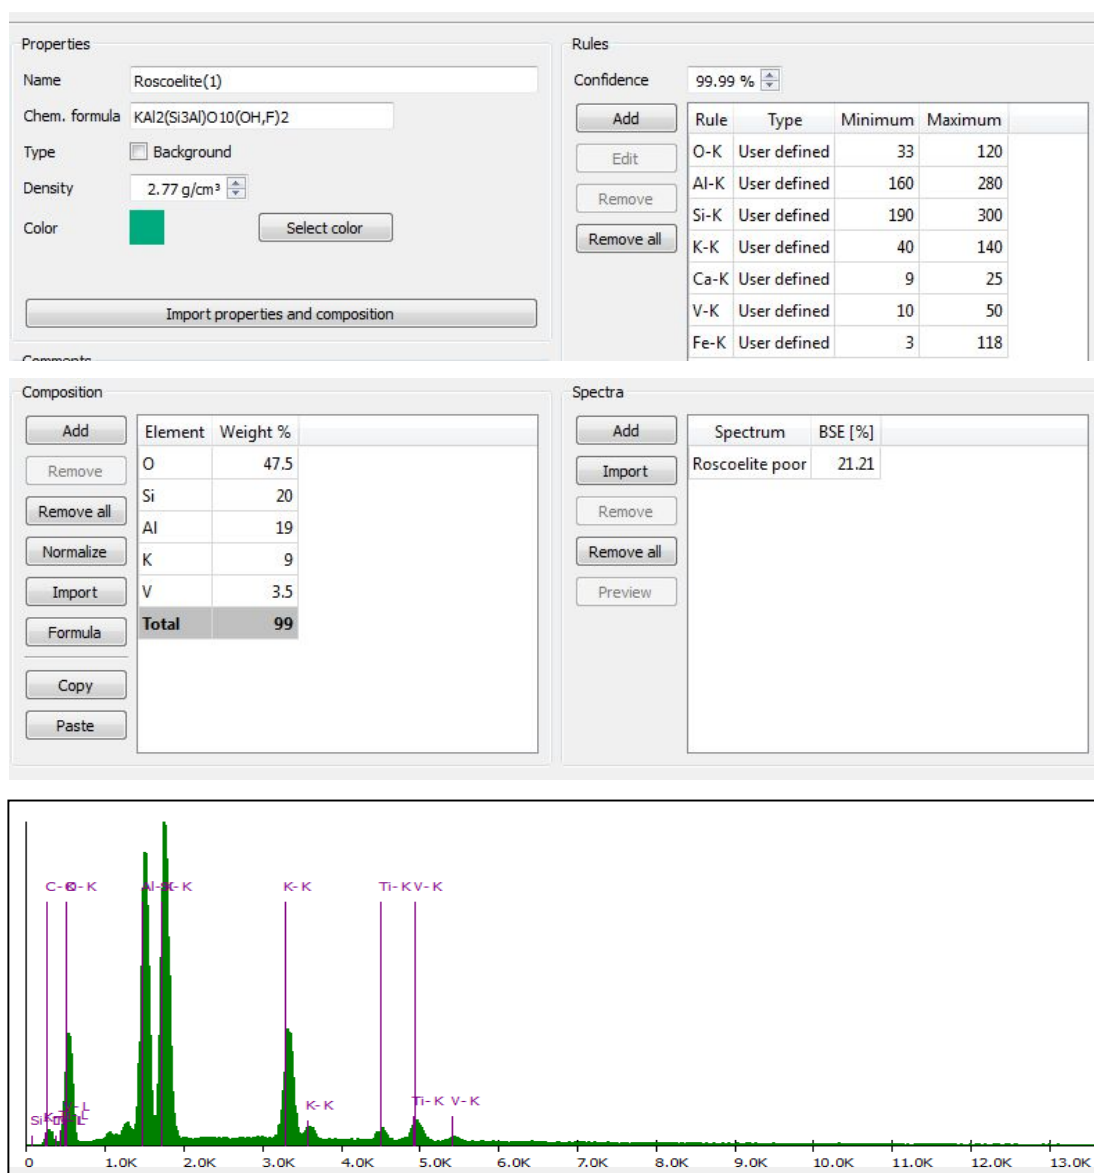 Properties
Name Roscoelite(1)
Chem. formula KAl2(Si3Al)O10(OH,F)2
Type Background
Density 2.77 g/cm³
Color Select color
Import properties and composition
Rules
Confidence 99.99 %
Add
Edit
Remove
Remove all
Rule Type Minimum Maximum
O-K User defined 33 120
Al-K User defined 160 280
Si-K User defined 190 300
K-K User defined 40 140
Ca-K User defined 9 25
V-K User defined 10 50
Fe-K User defined 3 118
Comments
Composition
Add
Remove
Remove all
Normalize
Import
Formula
Copy
Paste
Element Weight %
O 47.5
Si 20
Al 19
K 9
V 3.5
Total 99
Spectra
Add
Import
Remove
Remove all
Preview
Spectrum BSE [%]
Roscoelite poor 21.21
K-K Ti-K V-K
K-K Ti-K V-K
0 1.0K 2.0K 3.0K 4.0K 5.0K 6.0K 7.0K 8.0K 9.0K 10.0K 11.0K 12.0K 13.0K